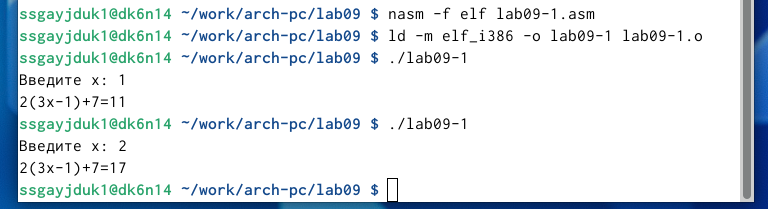 ssgayjduk1@dk6n14 ~/work/arch-pc/lab09 $ nasm -f elf lab09-1.asm
ssgayjduk1@dk6n14 ~/work/arch-pc/lab09 $ ld -m elf_i386 -o lab09-1 lab09-1.o
ssgayjduk1@dk6n14 ~/work/arch-pc/lab09 $ ./lab09-1
Введите x: 1
2(3x-1)+7=11
ssgayjduk1@dk6n14 ~/work/arch-pc/lab09 $ ./lab09-1
Введите x: 2
2(3x-1)+7=17
ssgayjduk1@dk6n14 ~/work/arch-pc/lab09 $